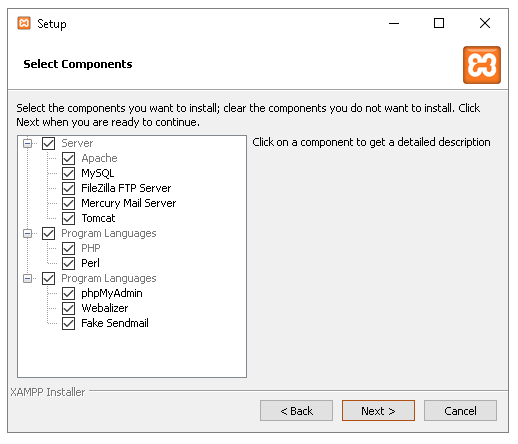 Setup
Select Components
Select the components you want to install; clear the components you do not want to install. Click
Next when you are ready to continue.
Server
Apache
MySQL
FileZilla FTP Server
Mercury Mail Server
Tomcat
Program Languages
PHP
Perl
Program Languages
phpMyAdmin
Webalizer
Fake Sendmail
Click on a component to get a detailed description
XAMPP Installer
< Back
Next >
Cancel